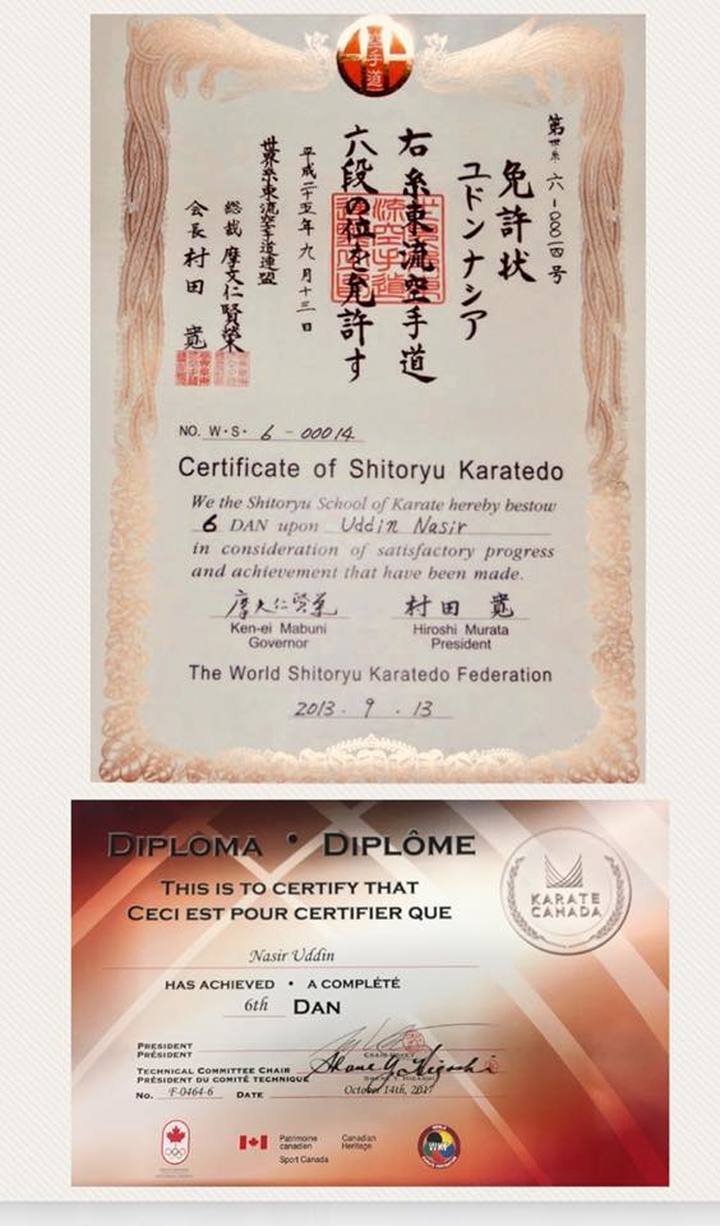 空手道
第世糸六-00014号
免許状
ユドンナシア
右糸東流空手道
六段の位を允許す
平成二十五年九月十三日
世界糸東流空手道連盟
総裁 摩文仁賢榮
会長 村田 寛
NO. W·S· 6 - 00014
Certificate of Shitoryu Karatedo
We the Shitoryu School of Karate hereby bestow
6 DAN upon Uddin Nasir
in consideration of satisfactory progress
and achievement that have been made.
摩文仁賢榮 村田 寛
Ken-ei Mabuni Hiroshi Murata
Governor President
The World Shitoryu Karatedo Federation
2013 . 9 . 13
DIPLOMA • DIPLÔME
KARATE
CANADA
THIS IS TO CERTIFY THAT
CECI EST POUR CERTIFIER QUE
Nasir Uddin
HAS ACHIEVED • A COMPLÉTÉ
6th DAN
PRESIDENT
PRÉSIDENT
TECHNICAL COMMITTEE CHAIR
PRÉSIDENT DU COMITÉ TECHNIQUE
No. F-0464-6 DATE October 14th, 2017
Patrimoine canadien Canadian Heritage
Sport Canada
WKF